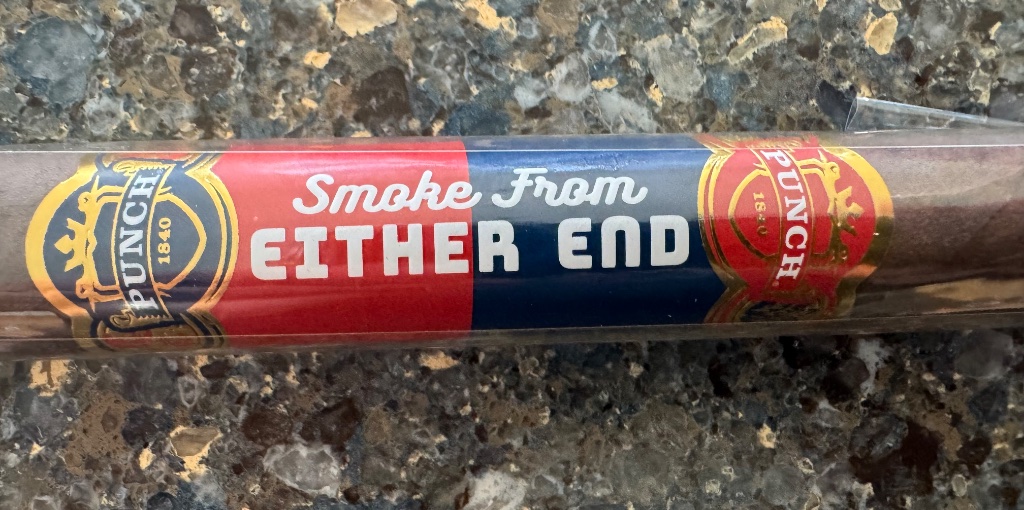 PUNCH
1840
Smoke From
EITHER END
1840
PUNCH